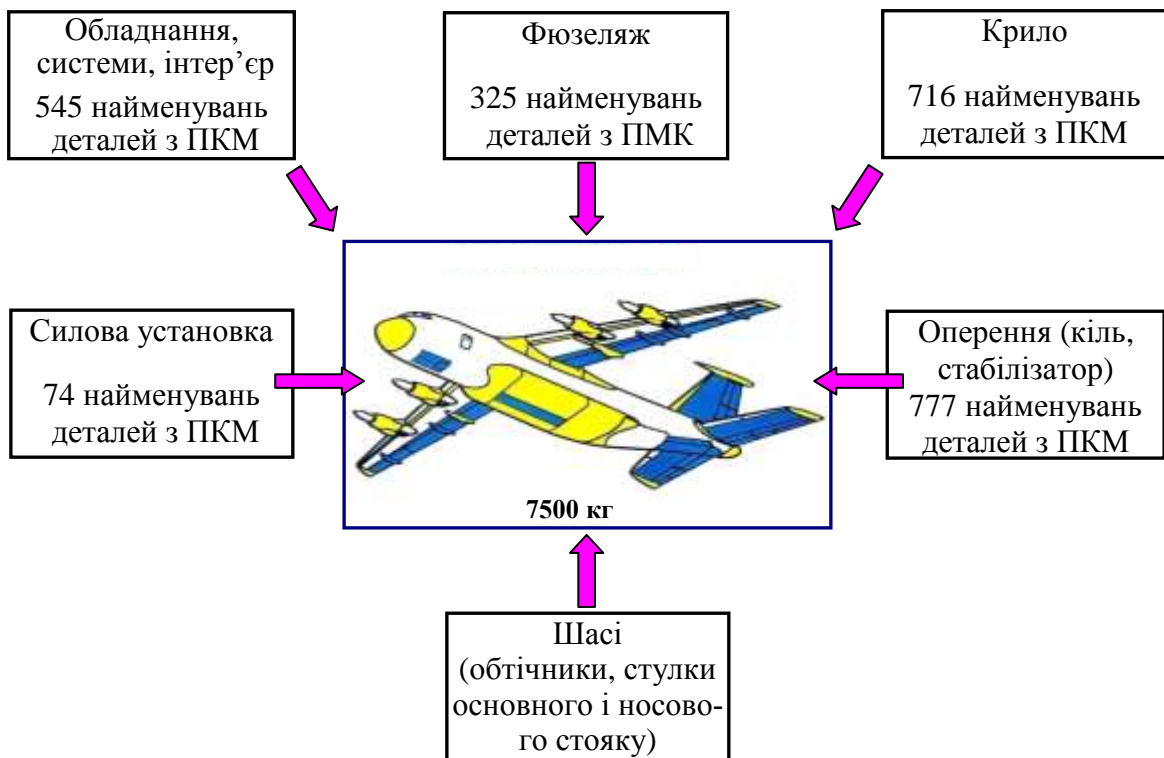 Обладнання,
системи, інтер’єр
545 найменувань
деталей з ПКМ
Фюзеляж
325 найменувань
деталей з ПМК
Крило
716 найменувань
деталей з ПКМ
Силова установка
74 найменувань
деталей з ПКМ
Оперення (кіль,
стабілізатор)
777 найменувань
деталей з ПКМ
7500 кг
Шасі
(обтічники, стулки
основного і носово-
го стояку)